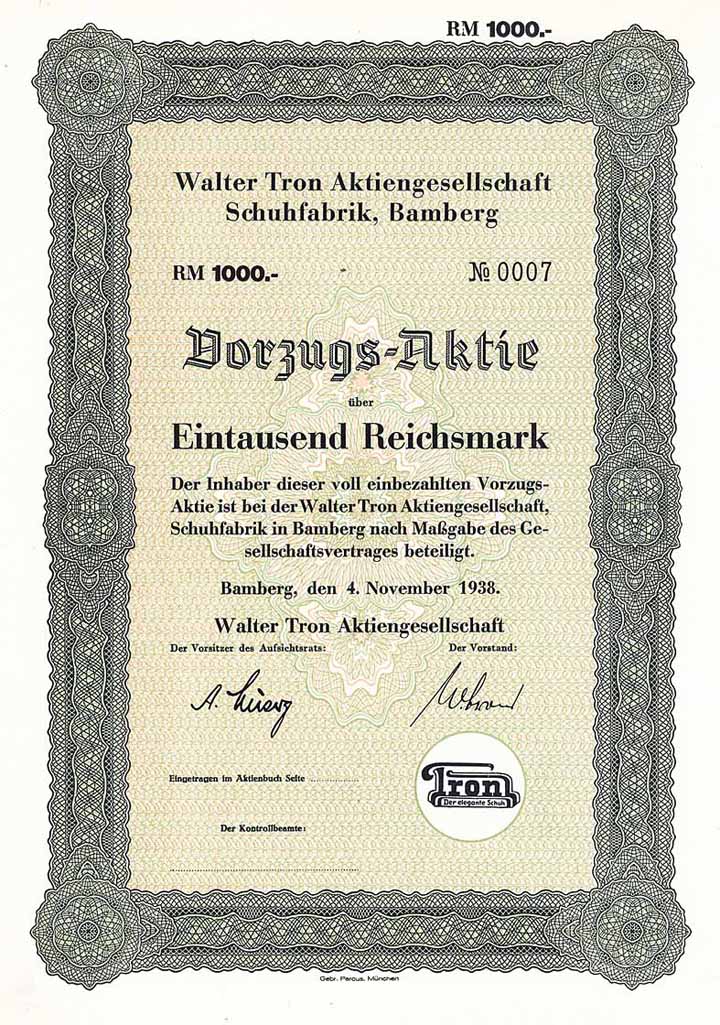 RM 1000.-
Walter Tron Aktiengesellschaft
Schuhfabrik, Bamberg
RM 1000.-
№ 0007
Vorzugs-Aktie
über
Eintausend Reichsmark
Der Inhaber dieser voll einbezahlten Vorzugs-
Aktie ist bei der Walter Tron Aktiengesellschaft,
Schuhfabrik in Bamberg nach Maßgabe des Ge-
sellschaftsvertrages beteiligt.
Bamberg, den 4. November 1938.
Walter Tron Aktiengesellschaft
Der Vorsitzer des Aufsichtsrats:
Der Vorstand:
A.
Eingetragen im Aktienbuch Seite ..............
Tron
Der elegante Schuh
Der Kontrollbeamte:
Gebr. Parcus, München